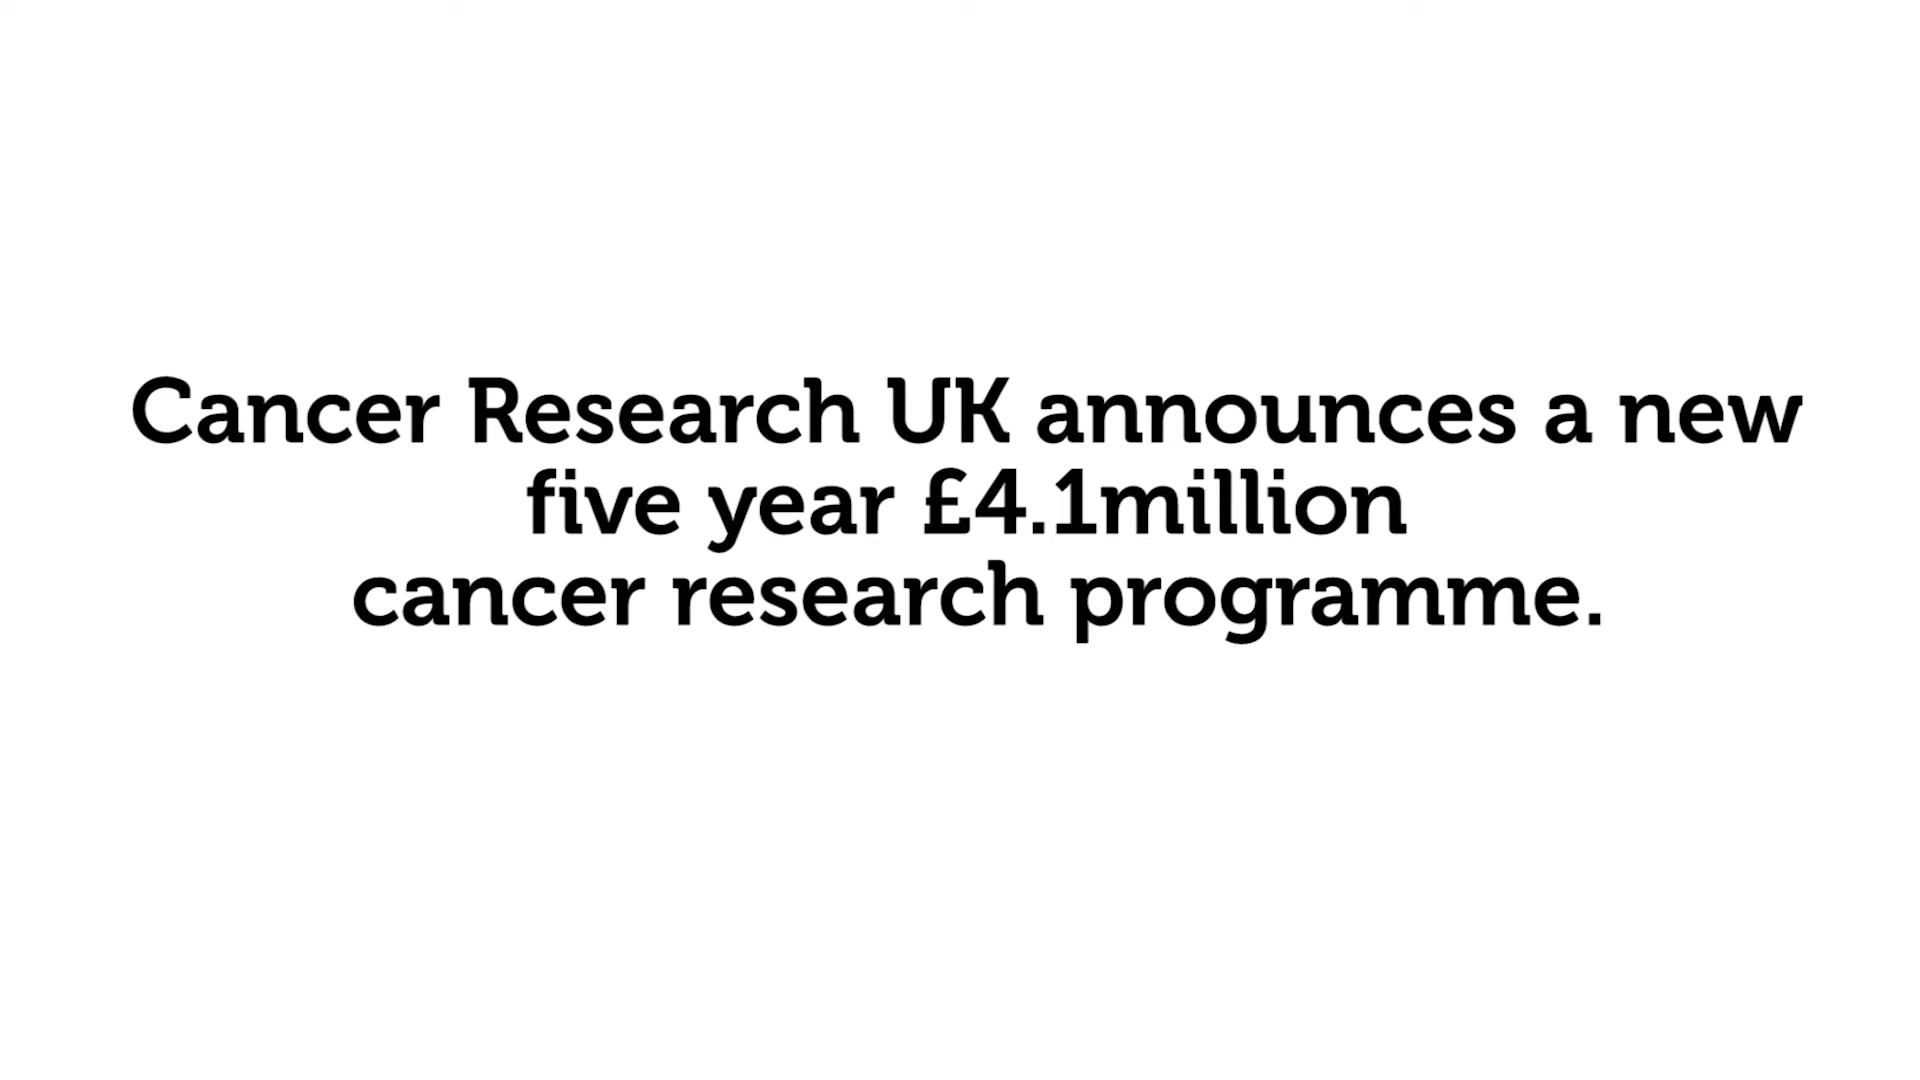 Cancer Research UK announces a new
five year £4.1million
cancer research programme.